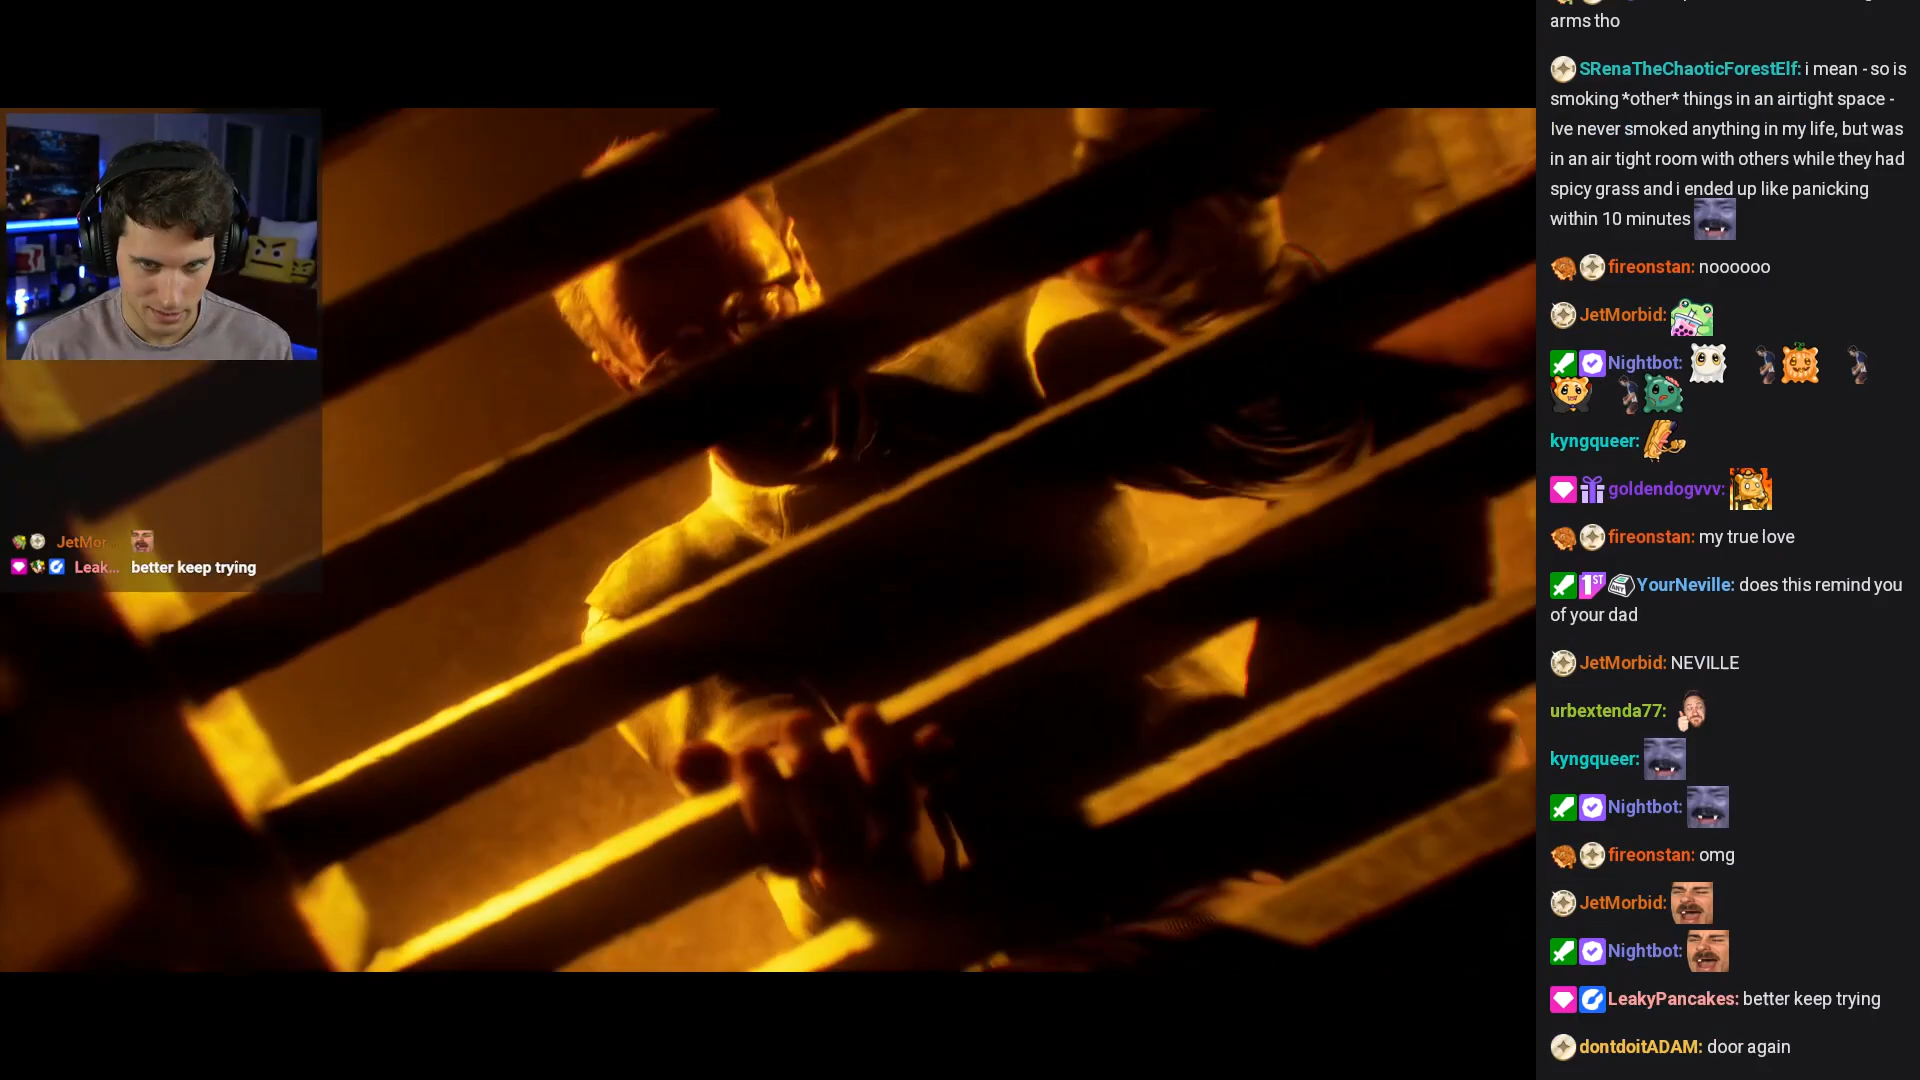 JetMor...
Leak... better keep trying
arms tho
SRenaTheChaoticForestElf: i mean - so is
smoking *other* things in an airtight space -
Ive never smoked anything in my life, but was
in an air tight room with others while they had
spicy grass and i ended up like panicking
within 10 minutes
fireonstan: noooooo
JetMorbid:
Nightbot:
kyngqueer:
goldendogvvv:
fireonstan: my true love
1ST YourNeville: does this remind you
of your dad
JetMorbid: NEVILLE
urbextenda77:
kyngqueer:
Nightbot:
fireonstan: omg
JetMorbid:
Nightbot:
LeakyPancakes: better keep trying
dontdoitADAM: door again